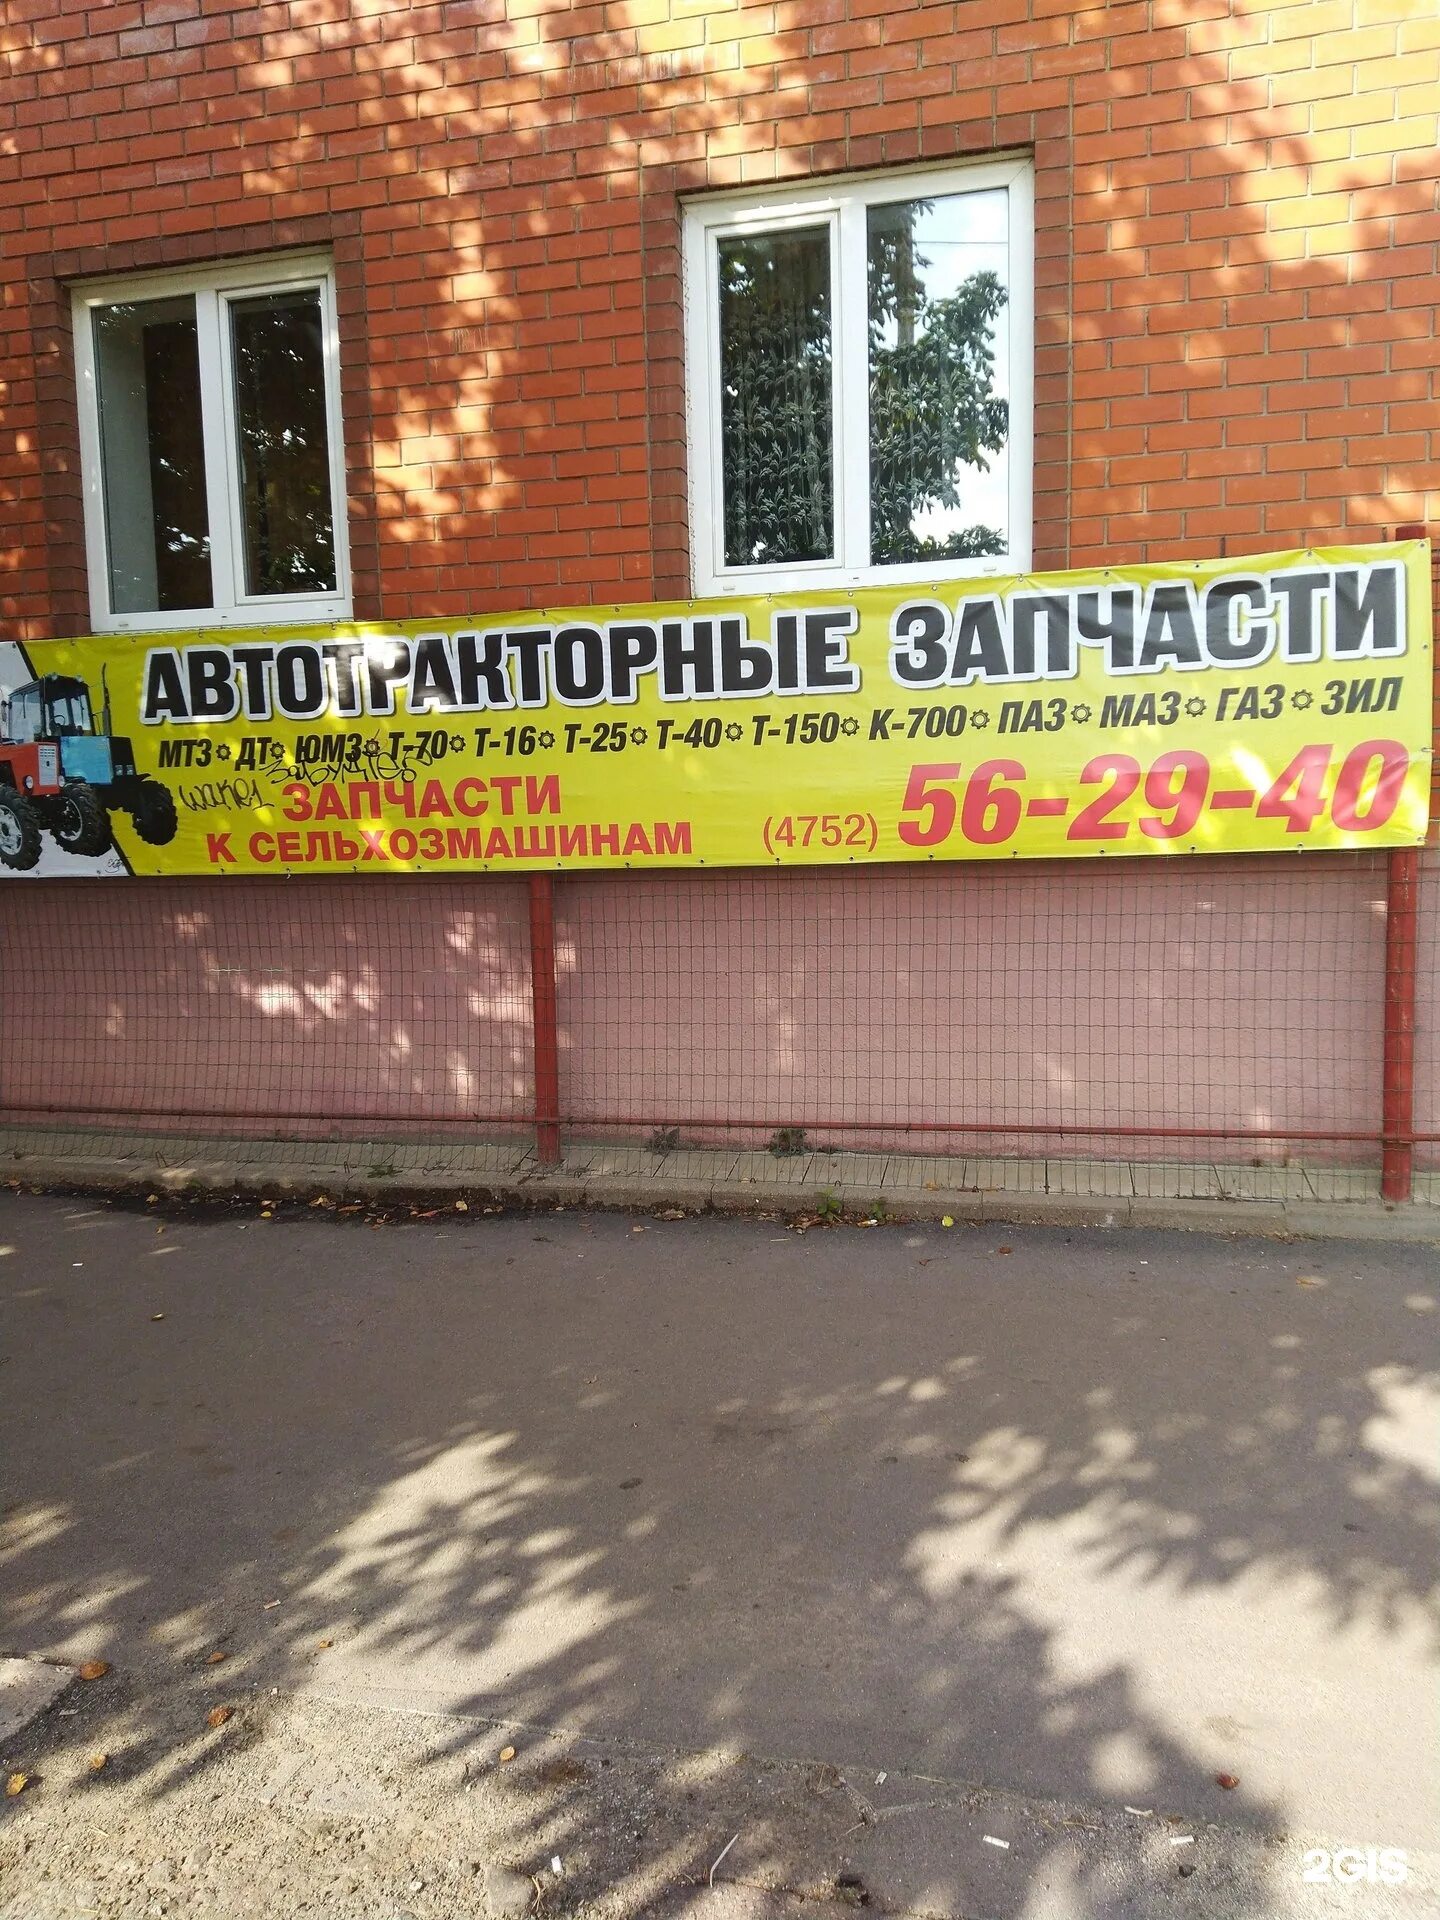 АВТОТРАКТОРНЫЕ ЗАПЧАСТИ
МТЗ ДТ ЮМЗ Т-70 Т-16 Т-25 Т-40 Т-150 К-700 ПАЗ МАЗ ГАЗ ЗИЛ
ЗАПЧАСТИ
К СЕЛЬХОЗМАШИНАМ
(4752) 56-29-40
2GIS